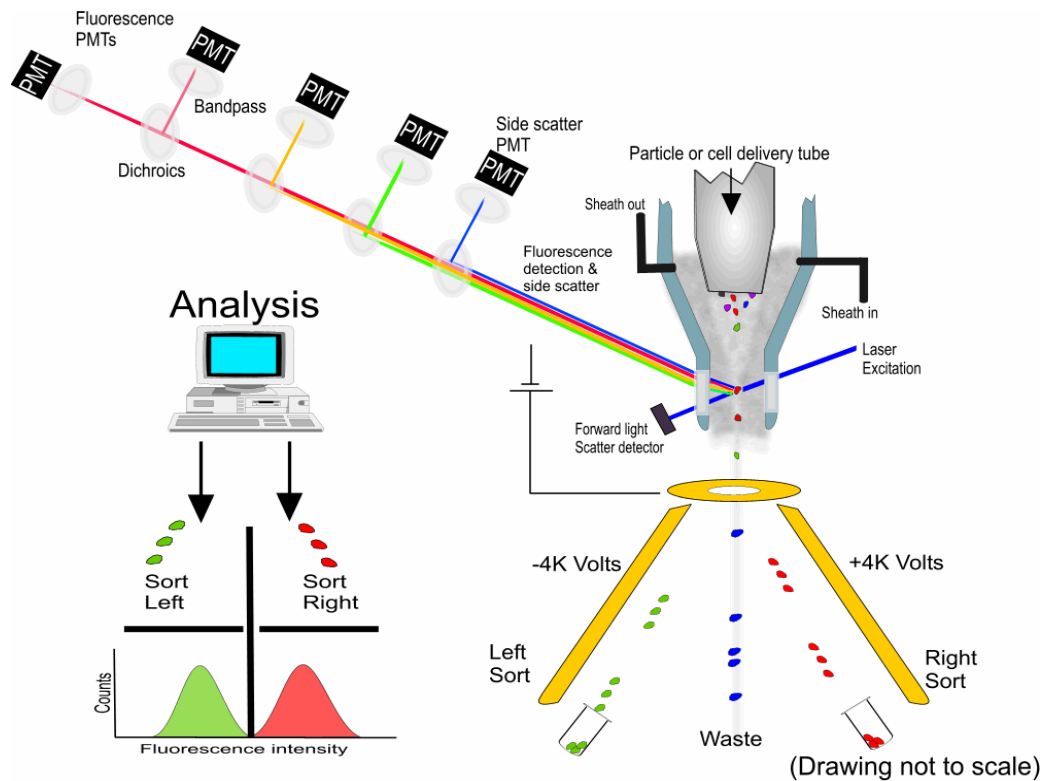 Fluorescence
PMTs
PMT
PMT
Bandpass
PMT
Dichroics
PMT
Side scatter
PMT
PMT
Particle or cell delivery tube
Sheath out
Sheath in
Fluorescence
detection &
side scatter
Laser
Excitation
Forward light
Scatter detector
Analysis
Sort
Left
Sort
Right
Counts
Fluorescence intensity
-4K Volts
+4K Volts
Left
Sort
Right
Sort
Waste
(Drawing not to scale)